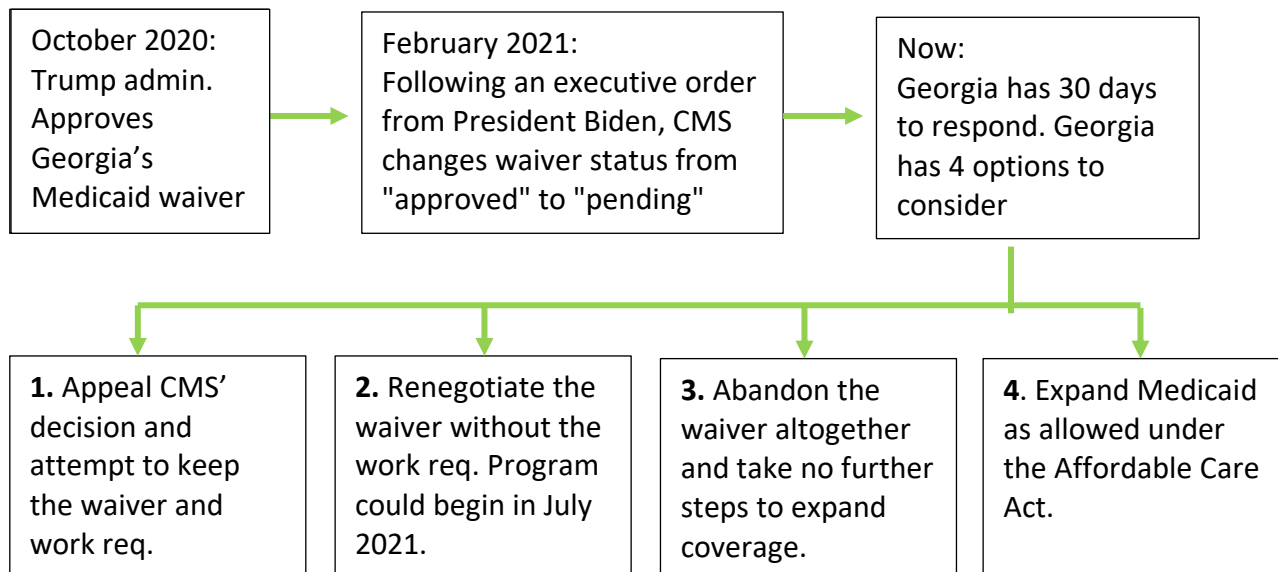 October 2020:
Trump admin.
Approves
Georgia’s
Medicaid waiver
February 2021:
Following an executive order
from President Biden, CMS
changes waiver status from
"approved" to "pending"
Now:
Georgia has 30 days
to respond. Georgia
has 4 options to
consider
1. Appeal CMS’
decision and
attempt to keep
the waiver and
work req.
2. Renegotiate the
waiver without the
work req. Program
could begin in July
2021.
3. Abandon the
waiver altogether
and take no further
steps to expand
coverage.
4. Expand Medicaid
as allowed under
the Affordable Care
Act.